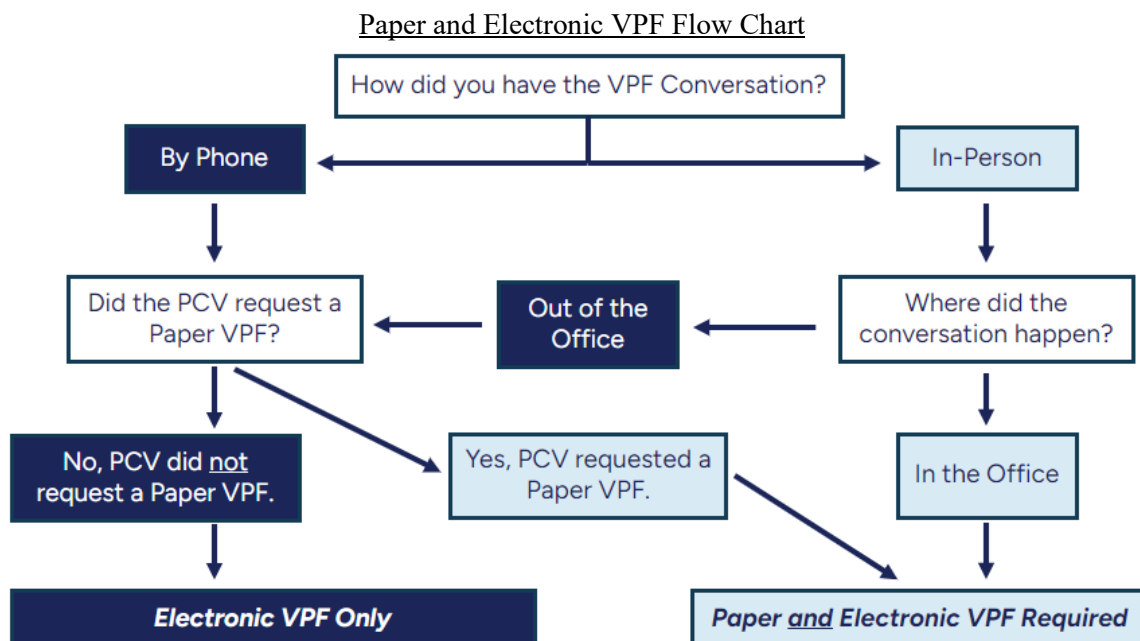 Paper and Electronic VPF Flow Chart
How did you have the VPF Conversation?
By Phone
In-Person
Did the PCV request a
Paper VPF?
Out of the
Office
Where did the
conversation happen?
No, PCV did not
request a Paper VPF.
Yes, PCV requested a
Paper VPF.
In the Office
Electronic VPF Only
Paper and Electronic VPF Required